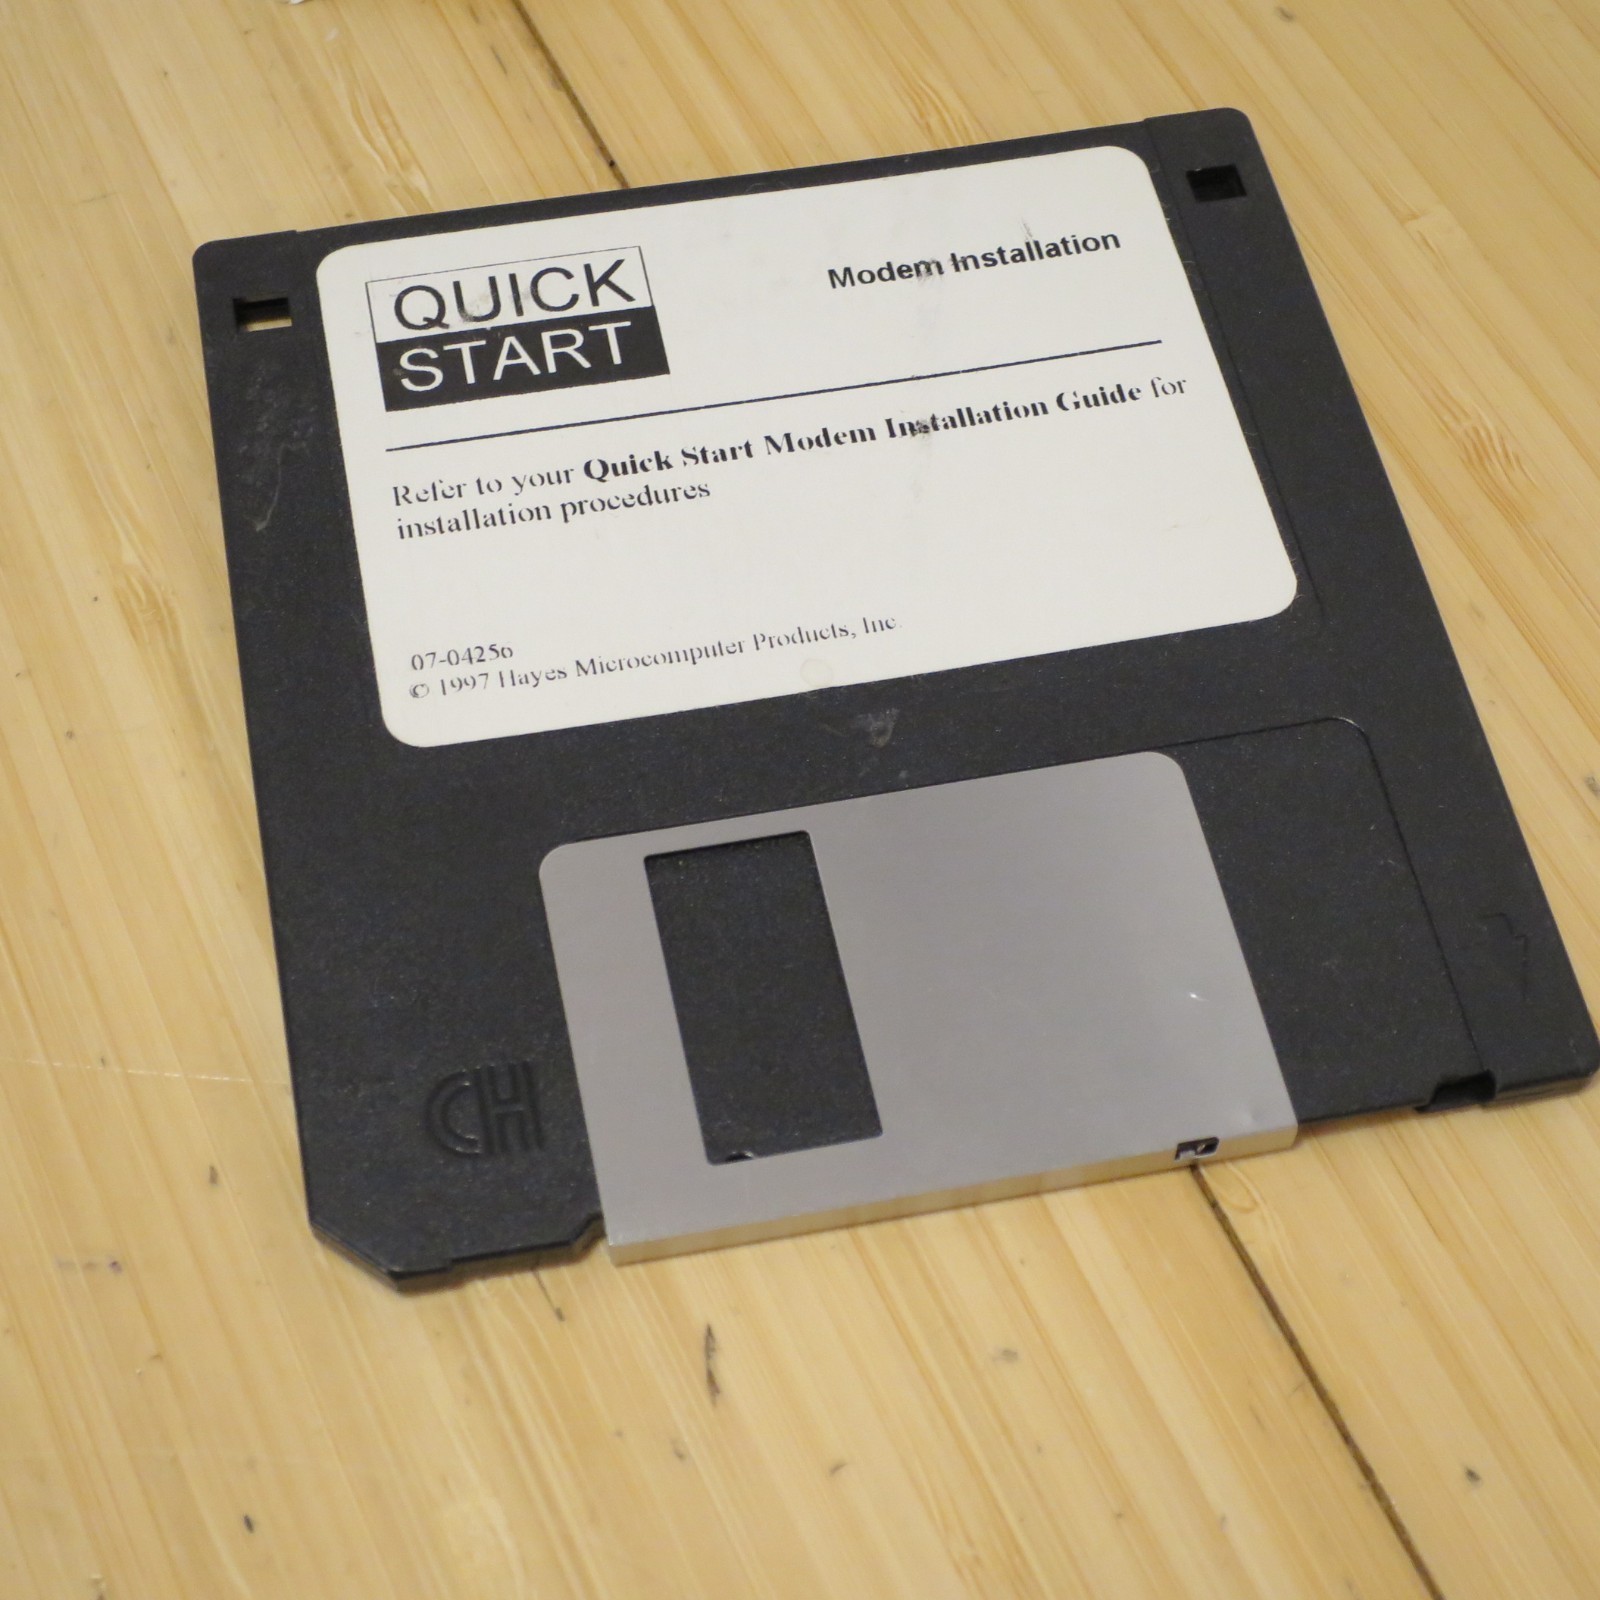 QUICK
START
Modem Installation
Refer to your Quick Start Modem Installation Guide for
installation procedures
07-04256
© 1997 Hayes Microcomputer Products, Inc.
CH